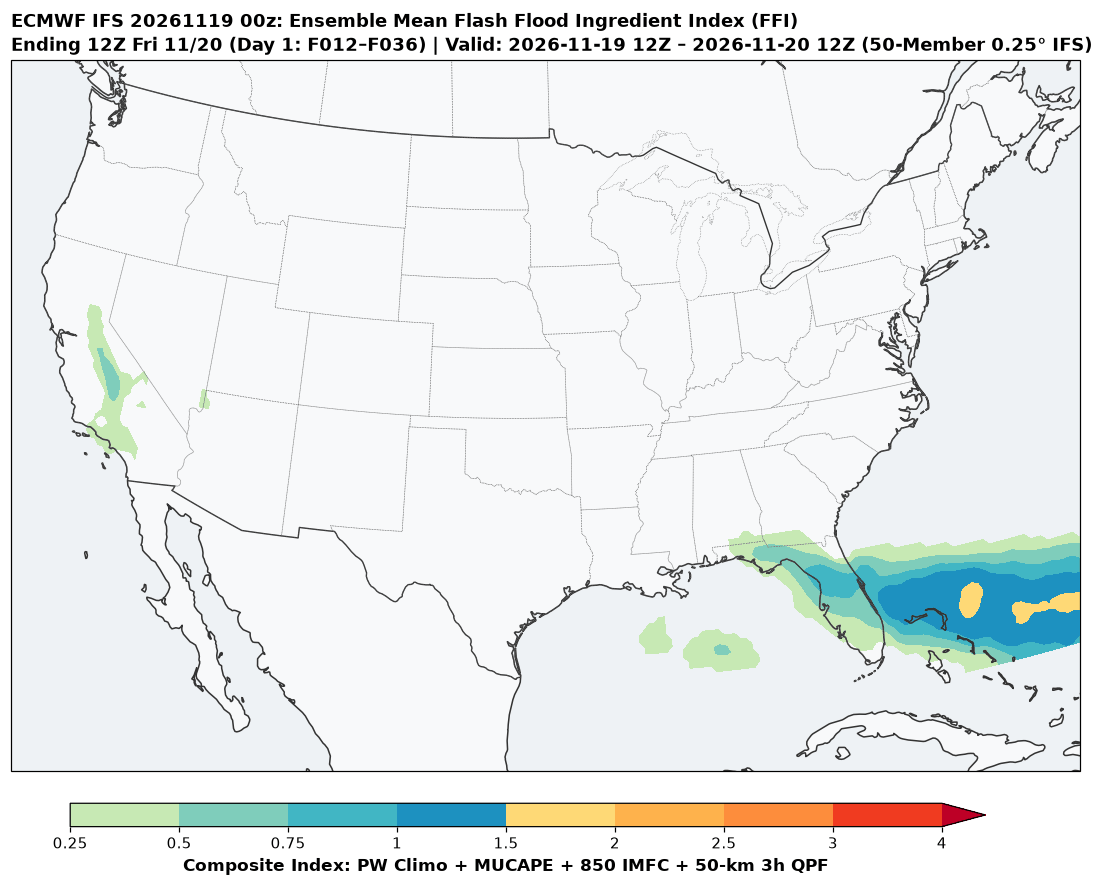 ECMWF IFS 20261119 00z: Ensemble Mean Flash Flood Ingredient Index (FFI)
Ending 12Z Fri 11/20 (Day 1: F012–F036) | Valid: 2026-11-19 12Z – 2026-11-20 12Z (50-Member 0.25° IFS)
0.25 0.5 0.75 1 1.5 2 2.5 3 4
Composite Index: PW Climo + MUCAPE + 850 IMFC + 50-km 3h QPF